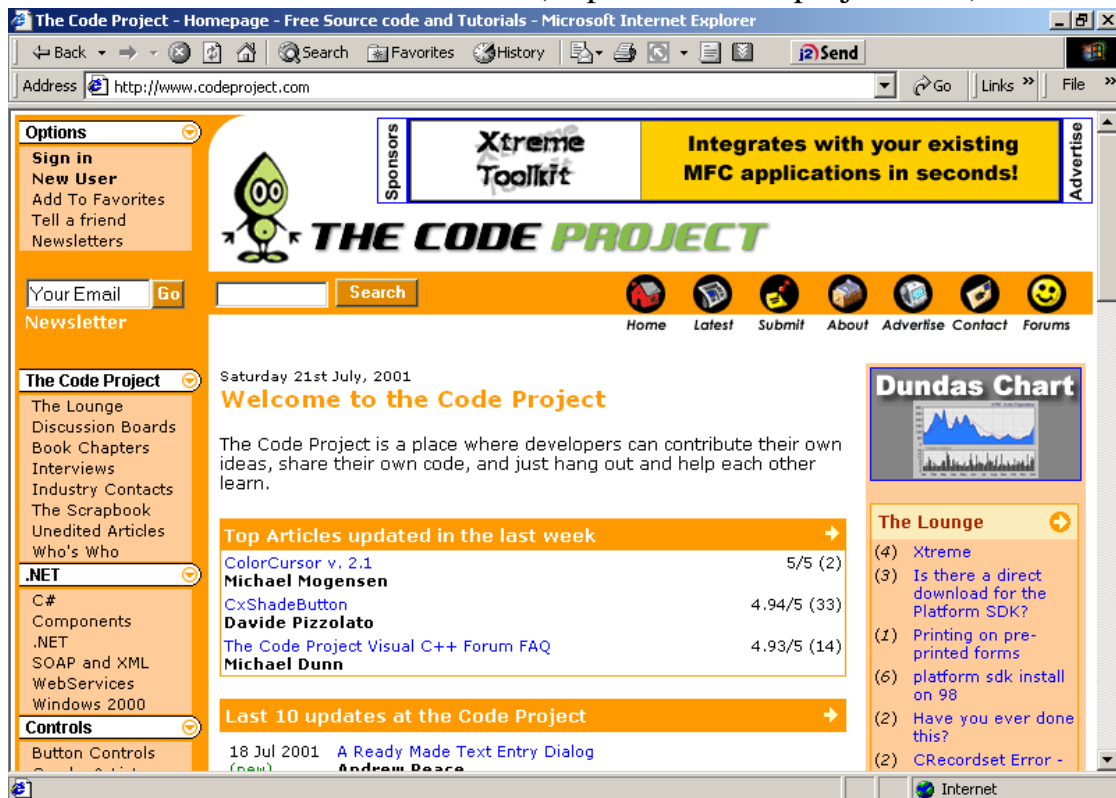 The Code Project - Homepage - Free Source code and Tutorials - Microsoft Internet Explorer
Back Search Favorites History j2 Send
Address http://www.codeproject.com Go Links » File »
Options
Sign in
New User
Add To Favorites
Tell a friend
Newsletters
Your Email Go
Newsletter
The Code Project
The Lounge
Discussion Boards
Book Chapters
Interviews
Industry Contacts
The Scrapbook
Unedited Articles
Who's Who
.NET
C#
Components
.NET
SOAP and XML
WebServices
Windows 2000
Controls
Button Controls
Sponsors
Xtreme
Toolkit
Integrates with your existing
MFC applications in seconds!
Advertise
THE CODE PROJECT
Search
Home Latest Submit About Advertise Contact Forums
Saturday 21st July, 2001
Welcome to the Code Project
The Code Project is a place where developers can contribute their own
ideas, share their own code, and just hang out and help each other
learn.
Top Articles updated in the last week
ColorCursor v. 2.1 5/5 (2)
Michael Mogensen
CxShadeButton 4.94/5 (33)
Davide Pizzolato
The Code Project Visual C++ Forum FAQ 4.93/5 (14)
Michael Dunn
Last 10 updates at the Code Project
18 Jul 2001 A Ready Made Text Entry Dialog
(new) Andrew Peace
Dundas Chart
The Lounge
(4) Xtreme
(3) Is there a direct
download for the
Platform SDK?
(1) Printing on pre-
printed forms
(6) platform sdk install
on 98
(2) Have you ever done
this?
(2) CRecordset Error -
Internet